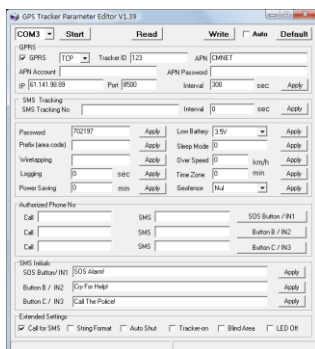 GPS Tracker Parameter Editor V1.39
COM3 Start Read Write Auto Default
GPRS
GPRS TCP Tracker ID 123 APN CMNET
APN Account APN Password
IP 61.141.98.89 Port 8500 Interval 300 sec Apply
SMS Tracking
SMS Tracking No Interval 0 sec Apply
Password 702197 Apply Low Battery 3.5V Apply
Prefix (area code) Apply Sleep Mode 0 Apply
Wiretapping Apply Over Speed 0 km/h Apply
Logging 0 sec Apply Time Zone 0 min Apply
Power Saving 0 min Apply Geofence Nul Apply
Authorized Phone No
Call SMS SOS Button / IN1
Call SMS Button B / IN2
Call SMS Button C / IN3
SMS Initials
SOS Button/ IN1 SOS Alarm! Apply
Button B / IN2 Cry For Help! Apply
Button C / IN3 Call The Police! Apply
Extended Settings
Call for SMS String Format Auto Shut Tracker-on Blind Area LED Off